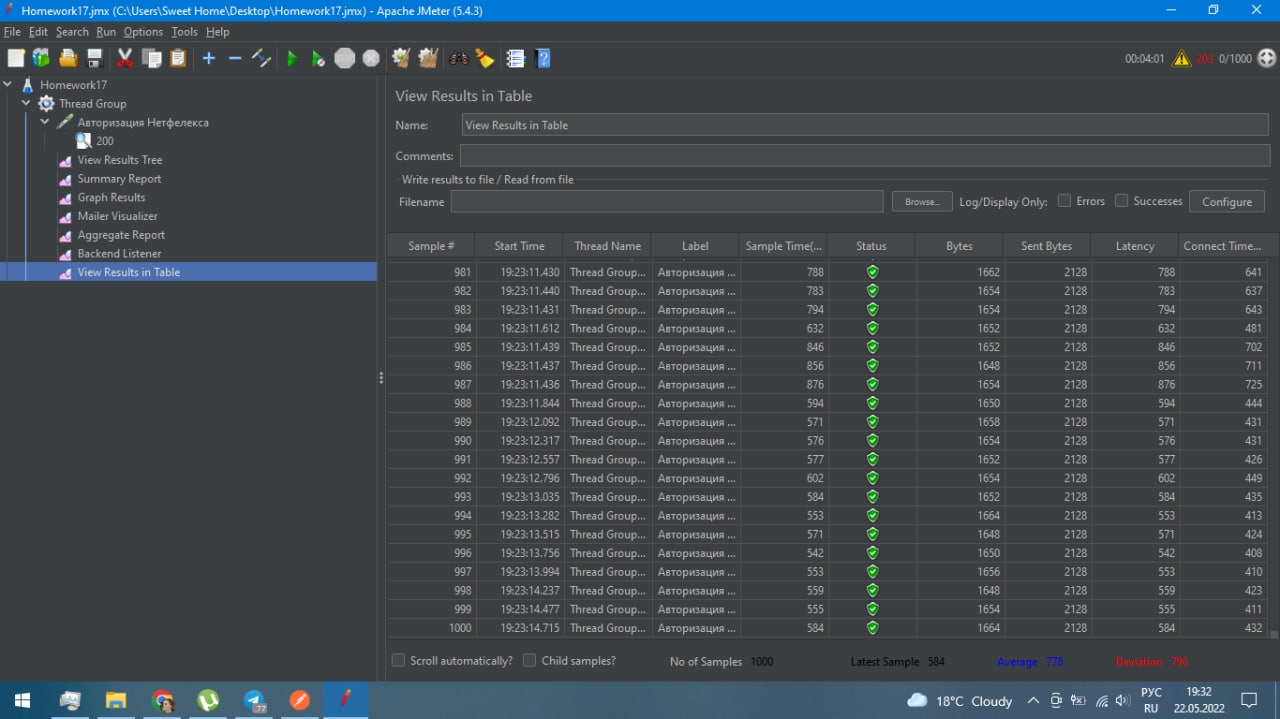 Homework17.jmx (C:\Users\Sweet Home\Desktop\Homework17.jmx) - Apache JMeter (5.4.3)
File Edit Search Run Options Tools Help
00:04:01 203 0/1000
Homework17
Thread Group
Авторизация Нетфелекса
200
View Results Tree
Summary Report
Graph Results
Mailer Visualizer
Aggregate Report
Backend Listener
View Results in Table
View Results in Table
Name: View Results in Table
Comments:
Write results to file / Read from file
Filename Browse... Log/Display Only: Errors Successes Configure
Sample # Start Time Thread Name Label Sample Time(... Status Bytes Sent Bytes Latency Connect Time...
981 19:23:11.430 Thread Group... Авторизация ... 788 1662 2128 788 641
982 19:23:11.440 Thread Group... Авторизация ... 783 1654 2128 783 637
983 19:23:11.431 Thread Group... Авторизация ... 794 1654 2128 794 643
984 19:23:11.612 Thread Group... Авторизация ... 632 1652 2128 632 481
985 19:23:11.439 Thread Group... Авторизация ... 846 1652 2128 846 702
986 19:23:11.437 Thread Group... Авторизация ... 856 1648 2128 856 711
987 19:23:11.436 Thread Group... Авторизация ... 876 1654 2128 876 725
988 19:23:11.844 Thread Group... Авторизация ... 594 1650 2128 594 444
989 19:23:12.092 Thread Group... Авторизация ... 571 1658 2128 571 431
990 19:23:12.317 Thread Group... Авторизация ... 576 1654 2128 576 431
991 19:23:12.557 Thread Group... Авторизация ... 577 1652 2128 577 426
992 19:23:12.796 Thread Group... Авторизация ... 602 1654 2128 602 449
993 19:23:13.035 Thread Group... Авторизация ... 584 1652 2128 584 435
994 19:23:13.282 Thread Group... Авторизация ... 553 1664 2128 553 413
995 19:23:13.515 Thread Group... Авторизация ... 571 1648 2128 571 424
996 19:23:13.756 Thread Group... Авторизация ... 542 1650 2128 542 408
997 19:23:13.994 Thread Group... Авторизация ... 553 1656 2128 553 410
998 19:23:14.237 Thread Group... Авторизация ... 559 1648 2128 559 423
999 19:23:14.477 Thread Group... Авторизация ... 555 1654 2128 555 411
1000 19:23:14.715 Thread Group... Авторизация ... 584 1664 2128 584 432
Scroll automatically? Child samples? No of Samples 1000 Latest Sample 584 Average 778 Deviation 796
77 18°C Cloudy РУС 19:32
RU 22.05.2022